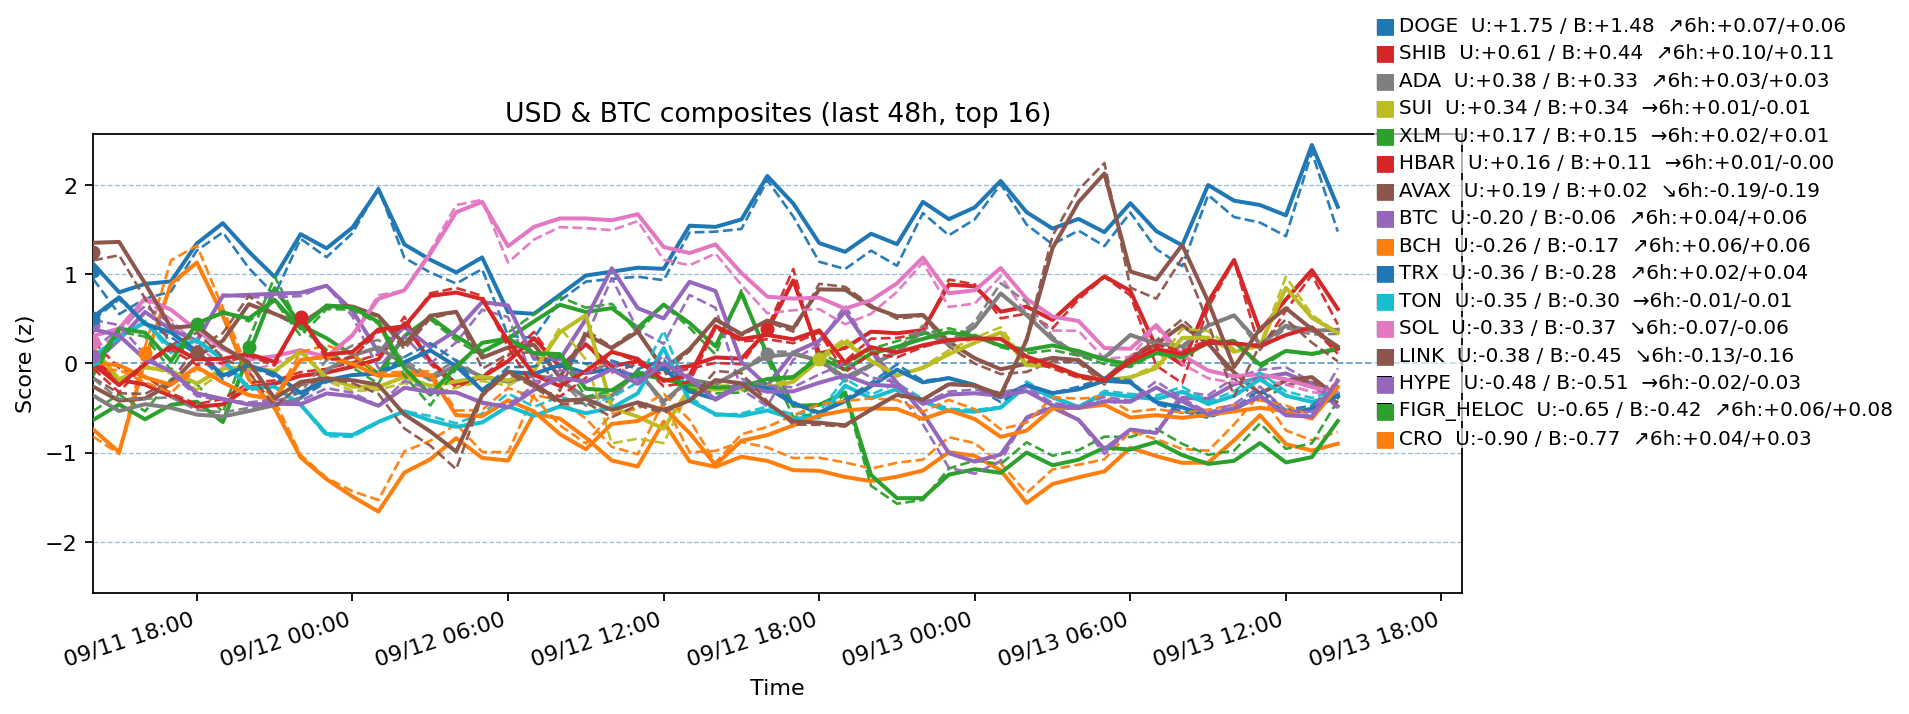 DOGE  U:+1.75 / B:+1.48  ↗6h:+0.07/+0.06
SHIB  U:+0.61 / B:+0.44  ↗6h:+0.10/+0.11
ADA  U:+0.38 / B:+0.33  ↗6h:+0.03/+0.03
SUI  U:+0.34 / B:+0.34  →6h:+0.01/-0.01
XLM  U:+0.17 / B:+0.15  →6h:+0.02/+0.01
HBAR  U:+0.16 / B:+0.11  →6h:+0.01/-0.00
AVAX  U:+0.19 / B:+0.02  ↘6h:-0.19/-0.19
BTC  U:-0.20 / B:-0.06  ↗6h:+0.04/+0.06
BCH  U:-0.26 / B:-0.17  ↗6h:+0.06/+0.06
TRX  U:-0.36 / B:-0.28  ↗6h:+0.02/+0.04
TON  U:-0.35 / B:-0.30  →6h:-0.01/-0.01
SOL  U:-0.33 / B:-0.37  ↘6h:-0.07/-0.06
LINK  U:-0.38 / B:-0.45  ↘6h:-0.13/-0.16
HYPE  U:-0.48 / B:-0.51  →6h:-0.02/-0.03
FIGR_HELOC  U:-0.65 / B:-0.42  ↗6h:+0.06/+0.08
CRO  U:-0.90 / B:-0.77  ↗6h:+0.04/+0.03
USD & BTC composites (last 48h, top 16)
Score (z)
2
1
0
−1
−2
09/11 18:00
09/12 00:00
09/12 06:00
09/12 12:00
09/12 18:00
09/13 00:00
09/13 06:00
09/13 12:00
09/13 18:00
Time